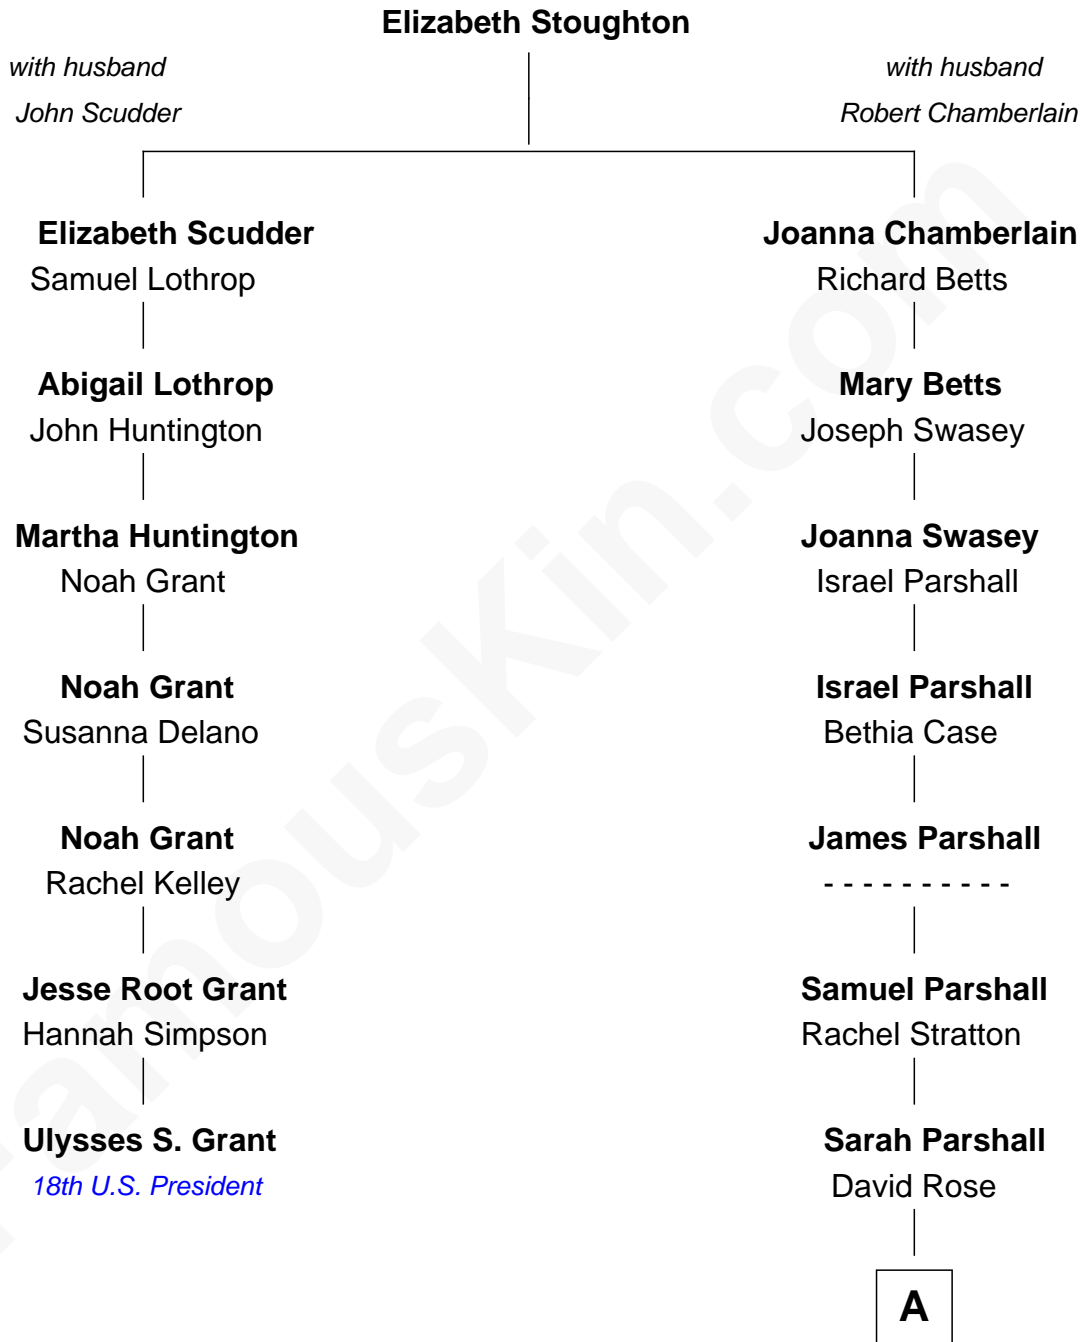 Elizabeth Stoughton
with husband
John Scudder
with husband
Robert Chamberlain
Elizabeth Scudder
Samuel Lothrop
Joanna Chamberlain
Richard Betts
Abigail Lothrop
John Huntington
Mary Betts
Joseph Swasey
Martha Huntington
Noah Grant
Joanna Swasey
Israel Parshall
Noah Grant
Susanna Delano
Israel Parshall
Bethia Case
Noah Grant
Rachel Kelley
James Parshall
- - - - - - - - - -
Jesse Root Grant
Hannah Simpson
Samuel Parshall
Rachel Stratton
Ulysses S. Grant
18th U.S. President
Sarah Parshall
David Rose
A
FamousKin.com